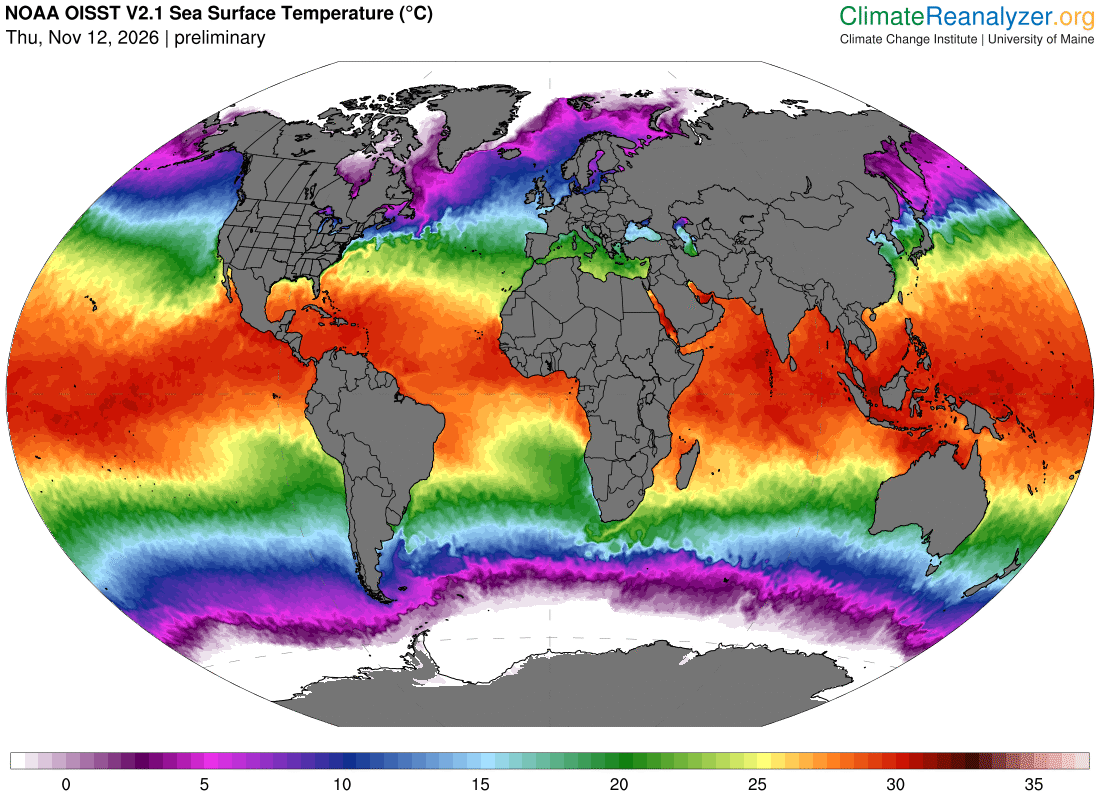 NOAA OISST V2.1 Sea Surface Temperature (°C)
Thu, Nov 12, 2026 | preliminary
ClimateReanalyzer.org
Climate Change Institute | University of Maine
0 5 10 15 20 25 30 35